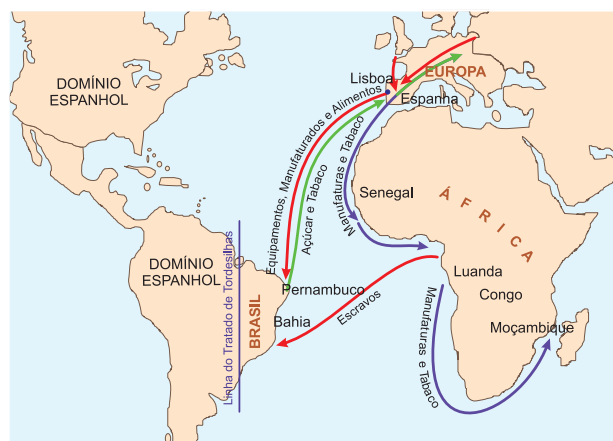 DOMÍNIO
ESPANHOL
Lisboa
EUROPA
Espanha
Equipamentos, Manufaturados e Alimentos
Açúcar e Tabaco
Manufaturas e Tabaco
Senegal
ÁFRICA
DOMÍNIO
ESPANHOL
Linha do Tratado de Tordesilhas
BRASIL
Pernambuco
Bahia
Escravos
Luanda
Congo
Moçambique
Manufaturas e Tabaco